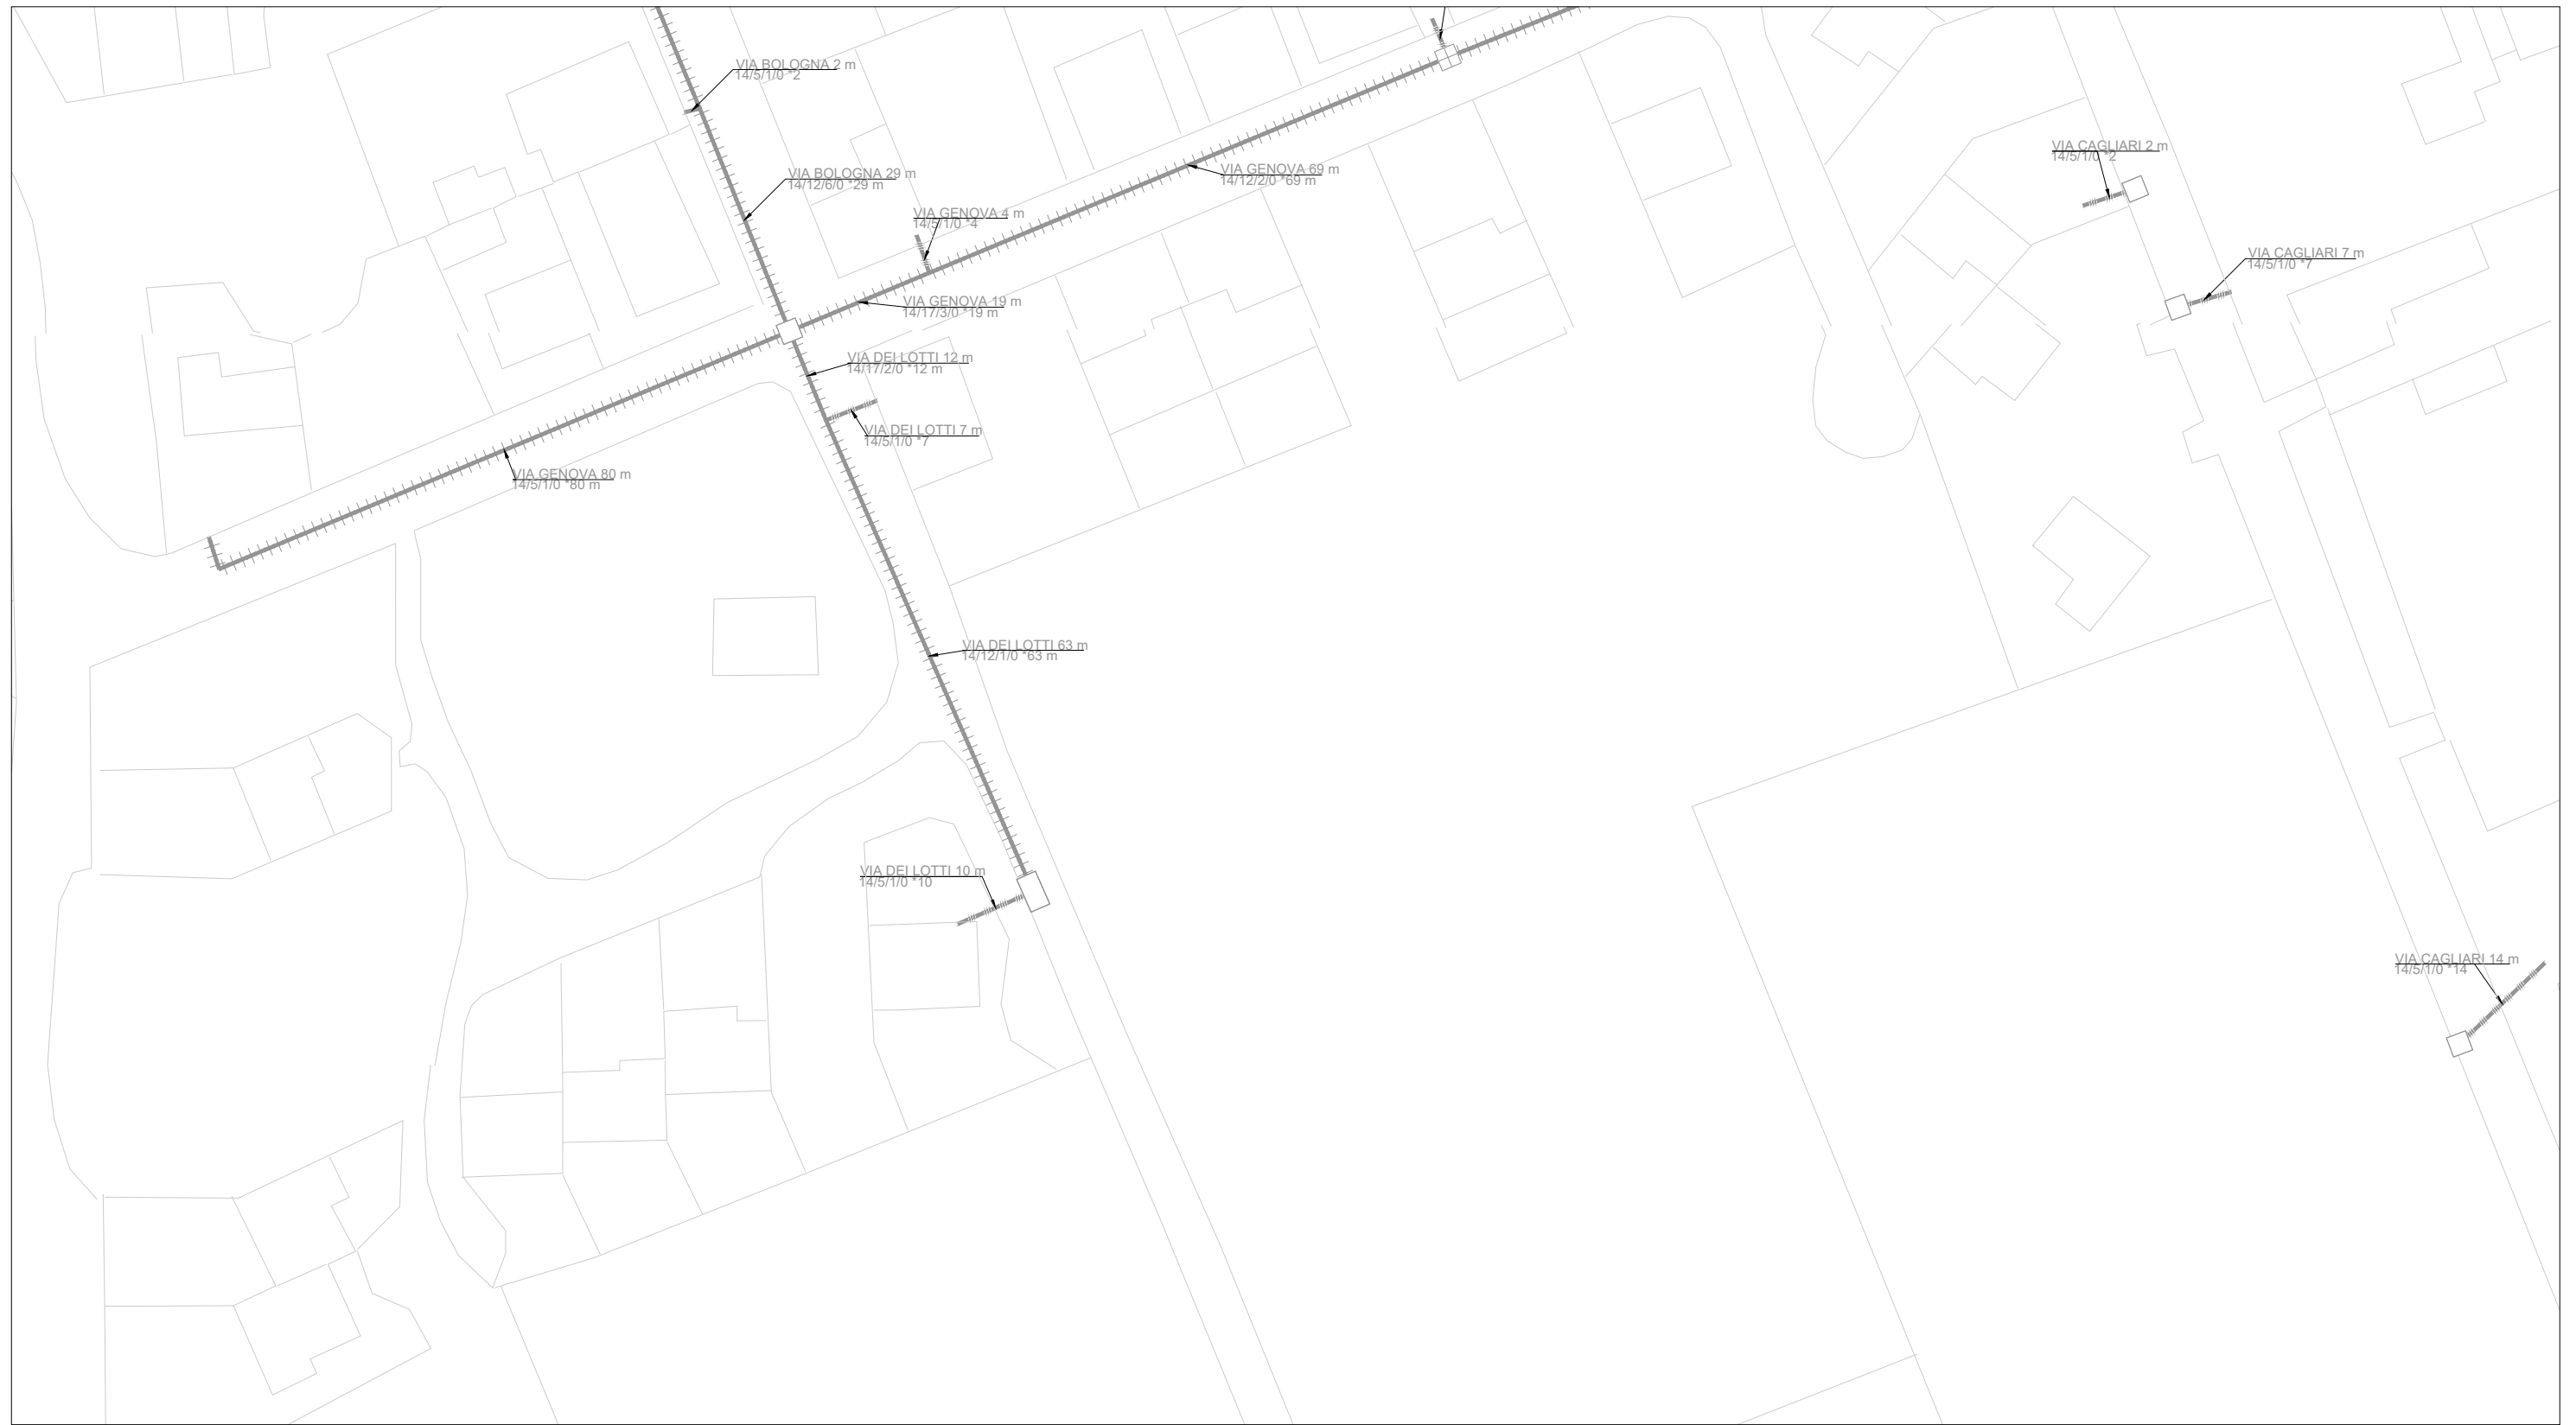 VIA BOLOGNA 2 m
14/5/1/0 *2
VIA CAGLIARI 2 m
14/5/1/0 *2
VIA BOLOGNA 29 m
14/12/6/0 *29 m
VIA GENOVA 69 m
14/12/2/0 *69 m
VIA GENOVA 4 m
14/5/1/0 *4
VIA CAGLIARI 7 m
14/5/1/0 *7
VIA GENOVA 19 m
14/17/3/0 *19 m
VIA DEI LOTTI 12 m
14/17/2/0 *12 m
VIA DEI LOTTI 7 m
14/5/1/0 *7
VIA GENOVA 80 m
14/5/1/0 *80 m
VIA DEI LOTTI 63 m
14/12/1/0 *63 m
VIA DEI LOTTI 10 m
14/5/1/0 *10
VIA CAGLIARI 14 m
14/5/1/0 *14